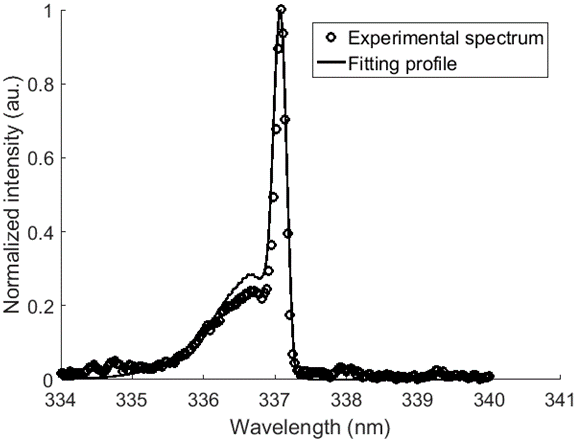 Normalized intensity (au.)
1
0.8
0.6
0.4
0.2
0
Experimental spectrum
Fitting profile
334 335 336 337 338 339 340 341
Wavelength (nm)